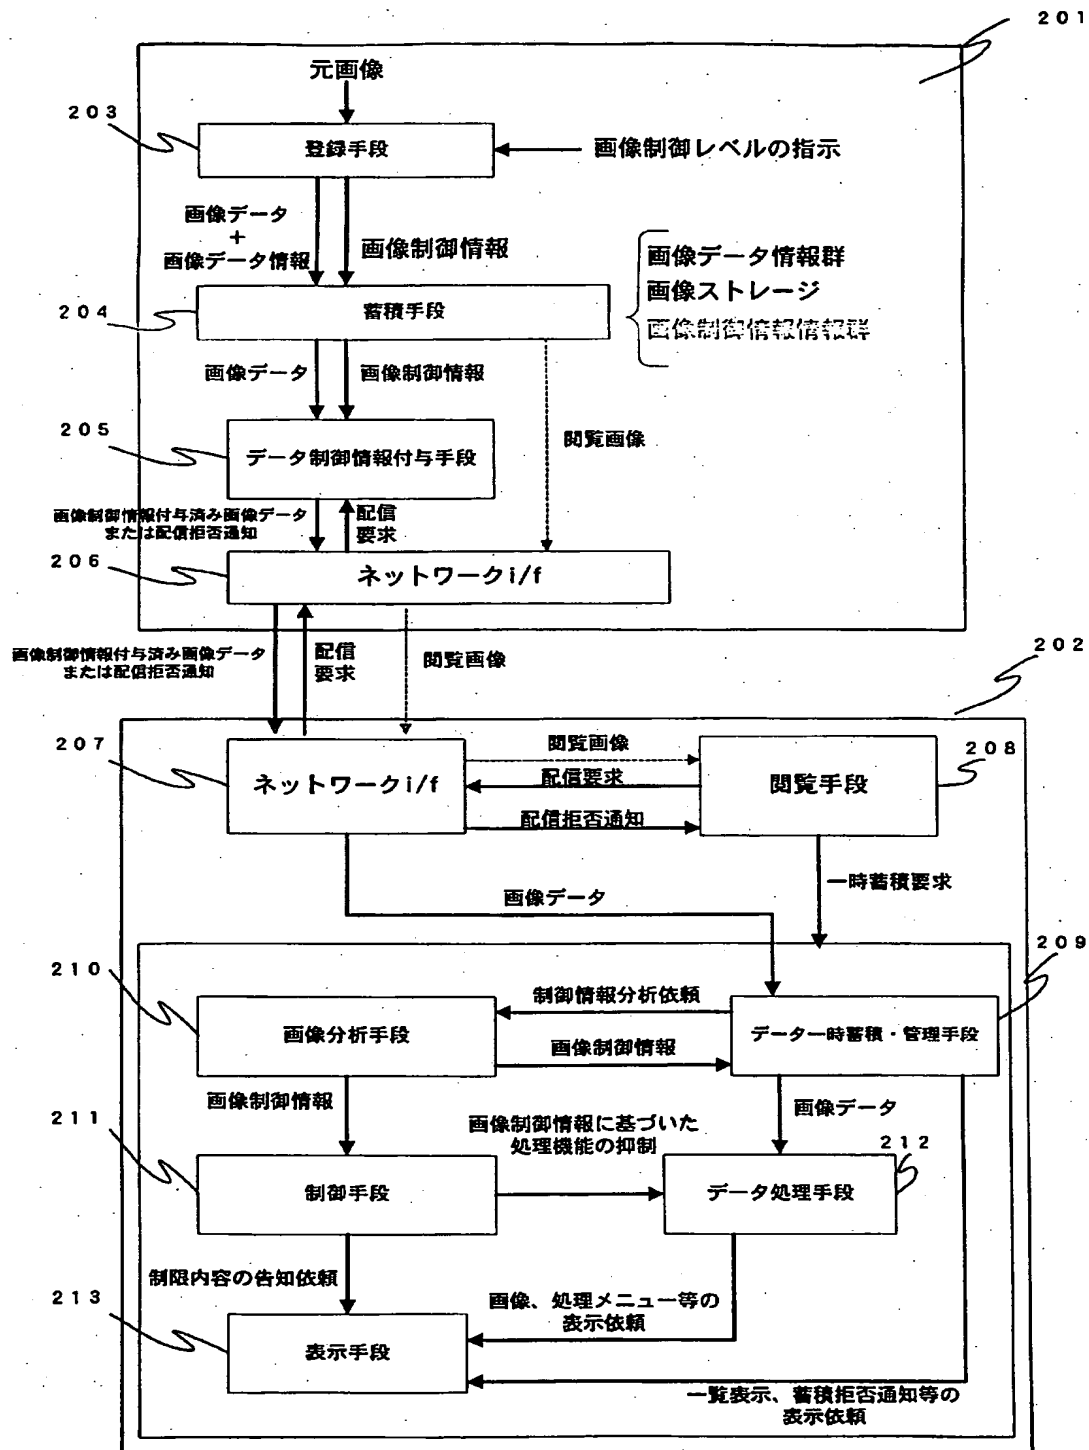 201
元画像
203
登録手段
画像制御レベルの指示
画像データ
+
画像データ情報
画像制御情報
画像データ情報群
画像ストレージ
画像制御情報情報群
204
蓄積手段
画像データ
画像制御情報
閲覧画像
205
データ制御情報付与手段
画像制御情報付与済み画像データ
または配信拒否通知
配信
要求
206
ネットワークi/f
画像制御情報付与済み画像データ
または配信拒否通知
配信
要求
閲覧画像
202
207
ネットワークi/f
閲覧画像
配信要求
配信拒否通知
208
閲覧手段
一時蓄積要求
画像データ
209
210
画像分析手段
制御情報分析依頼
画像制御情報
データ一時蓄積・管理手段
画像制御情報
画像データ
211
画像制御情報に基づいた
処理機能の抑制
212
制御手段
データ処理手段
制限内容の告知依頼
213
画像、処理メニュー等の
表示依頼
表示手段
一覧表示、蓄積拒否通知等の
表示依頼